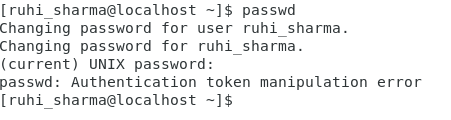 [ruhi_sharma@localhost ~]$ passwd
Changing password for user ruhi_sharma.
Changing password for ruhi_sharma.
(current) UNIX password:
passwd: Authentication token manipulation error
[ruhi_sharma@localhost ~]$